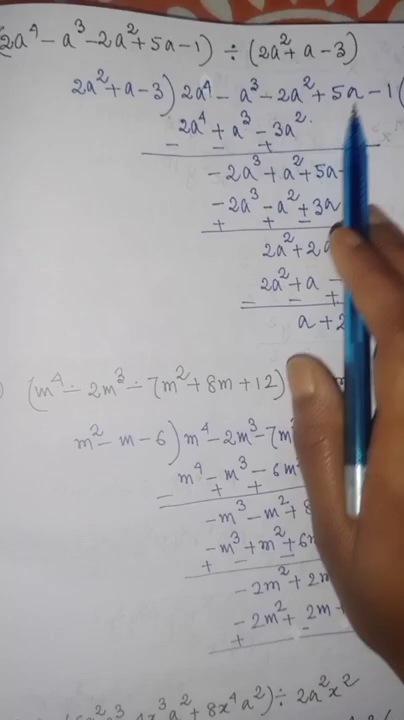 (2a⁴ - a³ - 2a² + 5a - 1) ÷ (2a² + a - 3)
2a² + a - 3) 2a⁴ - a³ - 2a² + 5a - 1 (
2a⁴ + a³ - 3a²
- - +
- 2a³ + a² + 5a
- 2a³ - a² + 3a
+ + -
2a² + 2a
2a² + a -
- - +
a + 2
(m⁴ - 2m³ - 7m² + 8m + 12)
m² - m - 6) m⁴ - 2m³ - 7m²
m⁴ - m³ - 6m²
- + +
- m³ - m² + 8
- m³ + m² + 6m
+ - -
- 2m² + 2m
- 2m² + 2m +
+ -
+ 8x⁴a²) ÷ 2a²x²